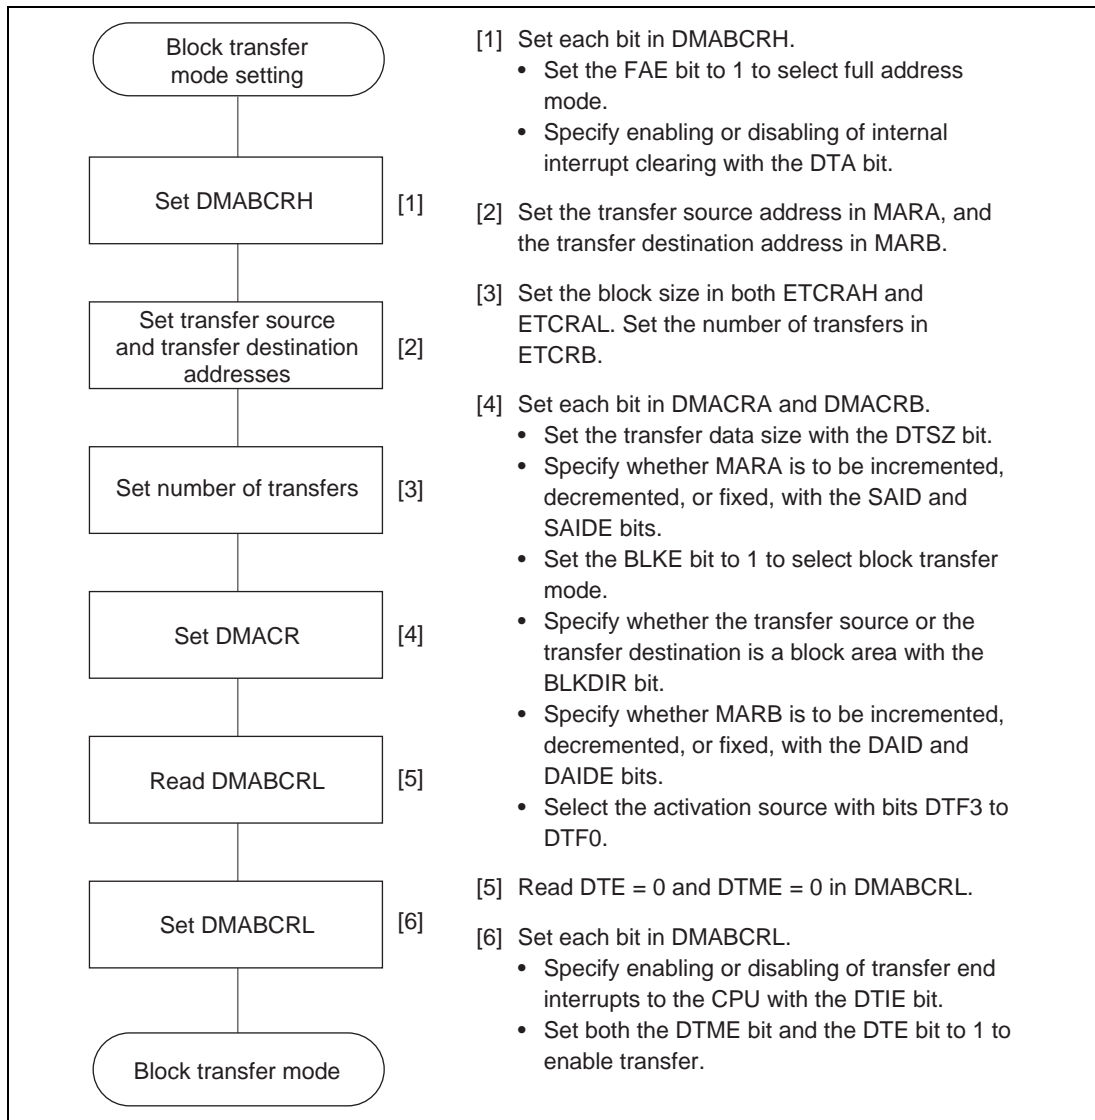 Block transfer
mode setting
Set DMABCRH
[1]
Set transfer source
and transfer destination
addresses
[2]
Set number of transfers
[3]
Set DMACR
[4]
Read DMABCRL
[5]
Set DMABCRL
[6]
Block transfer mode
[1] Set each bit in DMABCRH.
• Set the FAE bit to 1 to select full address
mode.
• Specify enabling or disabling of internal
interrupt clearing with the DTA bit.
[2] Set the transfer source address in MARA, and
the transfer destination address in MARB.
[3] Set the block size in both ETCRAH and
ETCRAL. Set the number of transfers in
ETCRB.
[4] Set each bit in DMACRA and DMACRB.
• Set the transfer data size with the DTSZ bit.
• Specify whether MARA is to be incremented,
decremented, or fixed, with the SAID and
SAIDE bits.
• Set the BLKE bit to 1 to select block transfer
mode.
• Specify whether the transfer source or the
transfer destination is a block area with the
BLKDIR bit.
• Specify whether MARB is to be incremented,
decremented, or fixed, with the DAID and
DAIDE bits.
• Select the activation source with bits DTF3 to
DTF0.
[5] Read DTE = 0 and DTME = 0 in DMABCRL.
[6] Set each bit in DMABCRL.
• Specify enabling or disabling of transfer end
interrupts to the CPU with the DTIE bit.
• Set both the DTME bit and the DTE bit to 1 to
enable transfer.